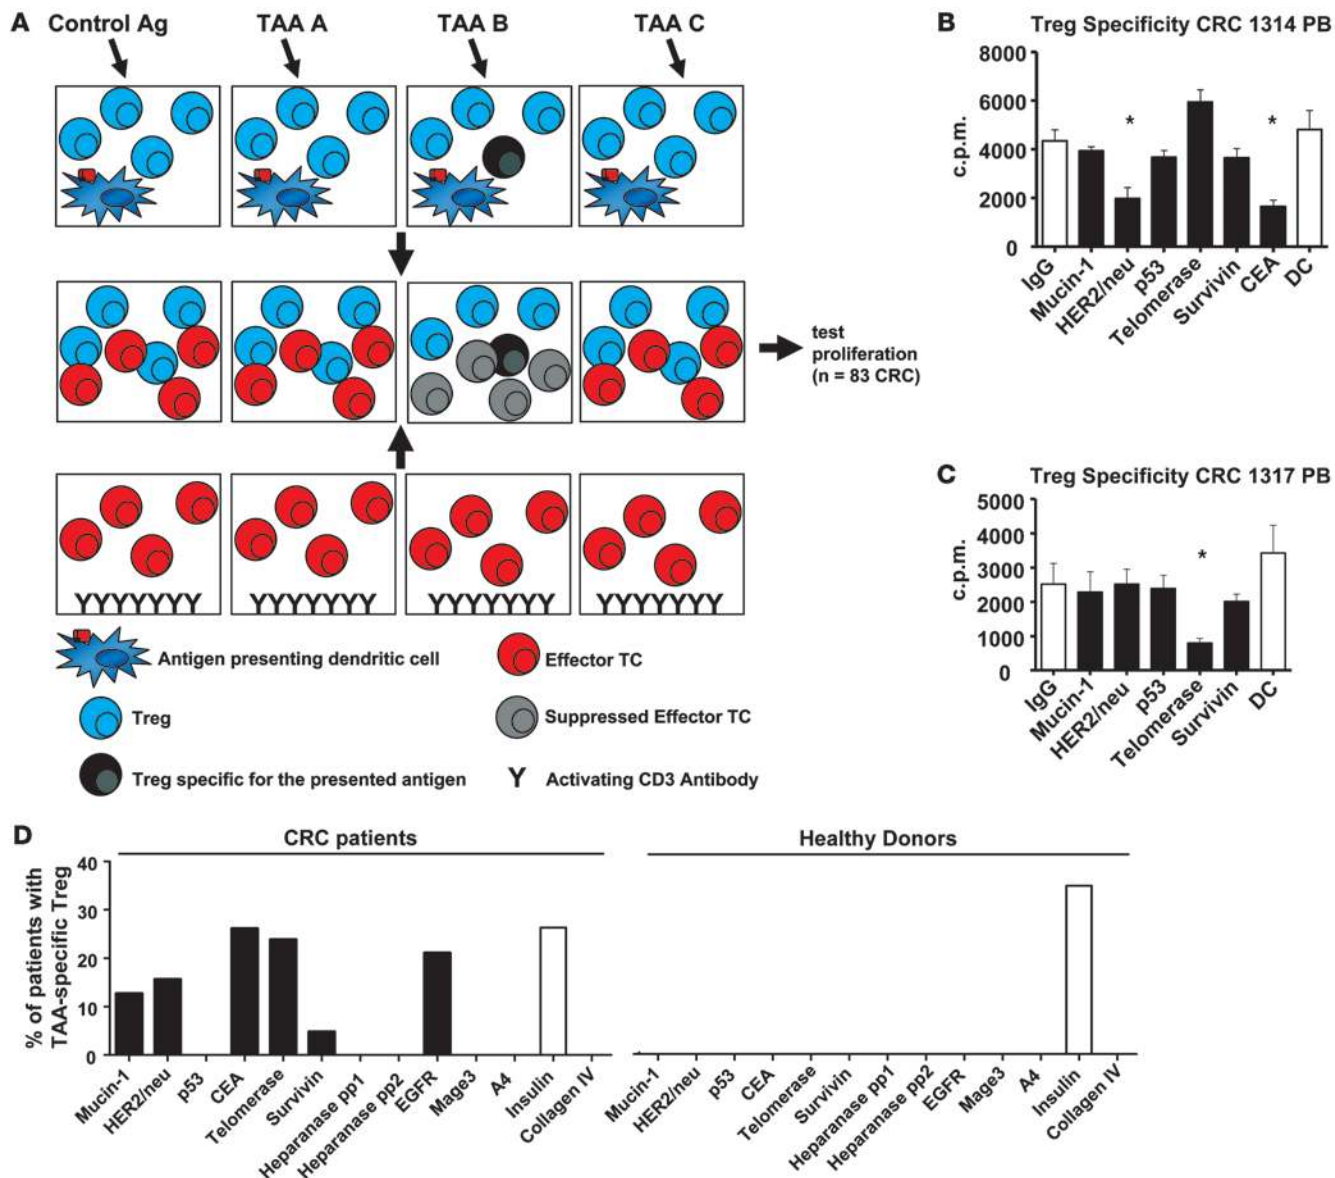 A
Control Ag
TAA A
TAA B
TAA C
test
proliferation
(n = 83 CRC)
YYYYYYY
YYYYYYY
YYYYYYY
YYYYYYY
Antigen presenting dendritic cell
Effector TC
Treg
Suppressed Effector TC
Treg specific for the presented antigen
Y Activating CD3 Antibody
B
Treg Specificity CRC 1314 PB
c.p.m.
8000
6000
4000
2000
0
*
*
IgG
Mucin-1
HER2/neu
p53
Telomerase
Survivin
CEA
DC
C
Treg Specificity CRC 1317 PB
c.p.m.
5000
4000
3000
2000
1000
0
*
IgG
Mucin-1
HER2/neu
p53
Telomerase
Survivin
DC
D
CRC patients
Healthy Donors
% of patients with
TAA-specific Treg
40
30
20
10
0
Mucin-1
HER2/neu
p53
CEA
Telomerase
Survivin
Heparanase pp1
Heparanase pp2
EGFR
Mage3
A4
Insulin
Collagen IV
Mucin-1
HER2/neu
p53
CEA
Telomerase
Survivin
Heparanase pp1
Heparanase pp2
EGFR
Mage3
A4
Insulin
Collagen IV